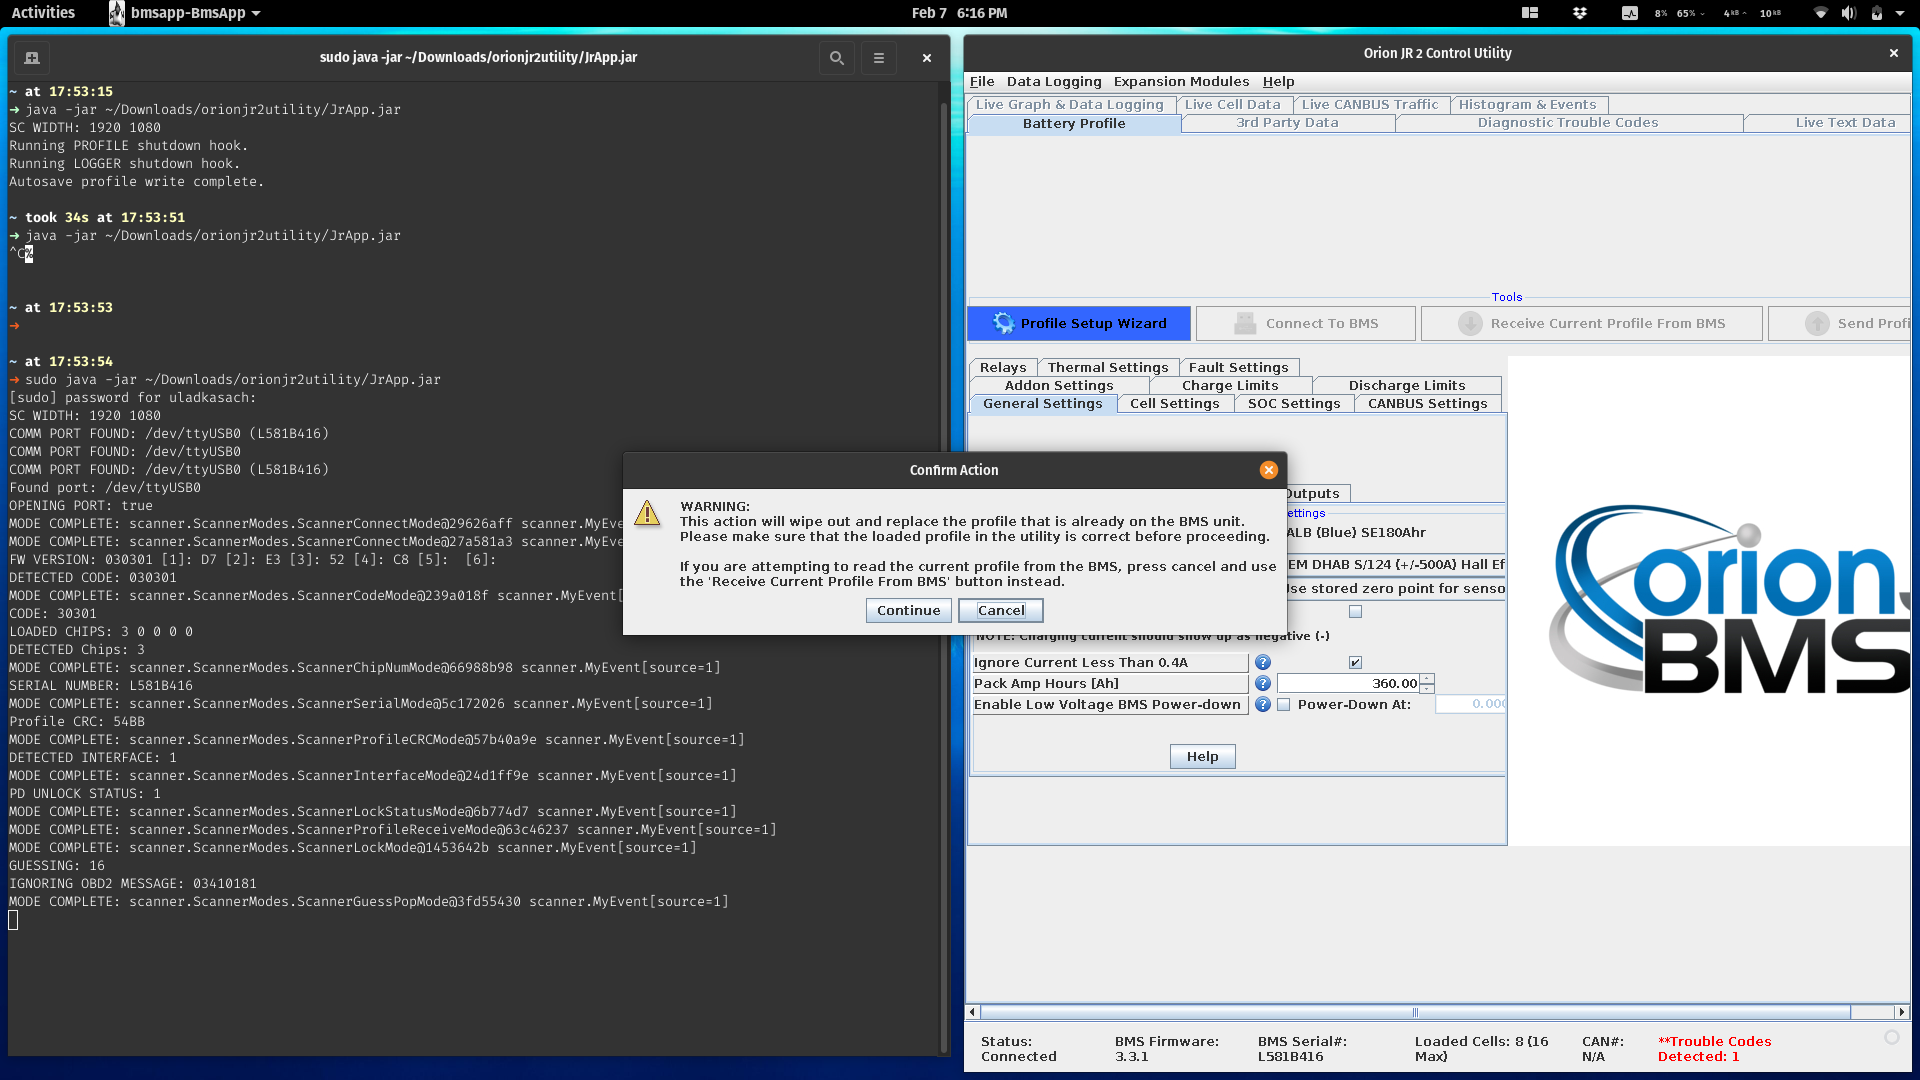 Activities
bmsapp-BmsApp
Feb 7 6:16 PM
8% 65% 4kB 10kB
sudo java -jar ~/Downloads/orionjr2utility/JrApp.jar
~ at 17:53:15
➜ java -jar ~/Downloads/orionjr2utility/JrApp.jar
SC WIDTH: 1920 1080
Running PROFILE shutdown hook.
Running LOGGER shutdown hook.
Autosave profile write complete.
~ took 34s at 17:53:51
➜ java -jar ~/Downloads/orionjr2utility/JrApp.jar
^C%
~ at 17:53:53
➜
~ at 17:53:54
➜ sudo java -jar ~/Downloads/orionjr2utility/JrApp.jar
[sudo] password for uladkasach:
SC WIDTH: 1920 1080
COMM PORT FOUND: /dev/ttyUSB0 (L581B416)
COMM PORT FOUND: /dev/ttyUSB0
COMM PORT FOUND: /dev/ttyUSB0 (L581B416)
Found port: /dev/ttyUSB0
OPENING PORT: true
MODE COMPLETE: scanner.ScannerModes.ScannerConnectMode@29626aff scanner.MyEve
MODE COMPLETE: scanner.ScannerModes.ScannerConnectMode@27a581a3 scanner.MyEve
FW VERSION: 030301 [1]: D7 [2]: E3 [3]: 52 [4]: C8 [5]:  [6]:
DETECTED CODE: 030301
MODE COMPLETE: scanner.ScannerModes.ScannerCodeMode@239a018f scanner.MyEvent[
CODE: 30301
LOADED CHIPS: 3 0 0 0 0
DETECTED Chips: 3
MODE COMPLETE: scanner.ScannerModes.ScannerChipNumMode@66988b98 scanner.MyEvent[source=1]
SERIAL NUMBER: L581B416
MODE COMPLETE: scanner.ScannerModes.ScannerSerialMode@5c172026 scanner.MyEvent[source=1]
Profile CRC: 54BB
MODE COMPLETE: scanner.ScannerModes.ScannerProfileCRCMode@57b40a9e scanner.MyEvent[source=1]
DETECTED INTERFACE: 1
MODE COMPLETE: scanner.ScannerModes.ScannerInterfaceMode@24d1ff9e scanner.MyEvent[source=1]
PD UNLOCK STATUS: 1
MODE COMPLETE: scanner.ScannerModes.ScannerLockStatusMode@6b774d7 scanner.MyEvent[source=1]
MODE COMPLETE: scanner.ScannerModes.ScannerProfileReceiveMode@63c46237 scanner.MyEvent[source=1]
MODE COMPLETE: scanner.ScannerModes.ScannerLockMode@1453642b scanner.MyEvent[source=1]
GUESSING: 16
IGNORING OBD2 MESSAGE: 03410181
MODE COMPLETE: scanner.ScannerModes.ScannerGuessPopMode@3fd55430 scanner.MyEvent[source=1]
Orion JR 2 Control Utility
File Data Logging Expansion Modules Help
Live Graph & Data Logging Live Cell Data Live CANBUS Traffic Histogram & Events
Battery Profile 3rd Party Data Diagnostic Trouble Codes Live Text Data
Tools
Profile Setup Wizard Connect To BMS Receive Current Profile From BMS Send Profi
Relays Thermal Settings Fault Settings
Addon Settings Charge Limits Discharge Limits
General Settings Cell Settings SOC Settings CANBUS Settings
Confirm Action
WARNING:
This action will wipe out and replace the profile that is already on the BMS unit.
Please make sure that the loaded profile in the utility is correct before proceeding.
If you are attempting to read the current profile from the BMS, press cancel and use
the 'Receive Current Profile From BMS' button instead.
Continue Cancel
Outputs
ettings
ALB (Blue) SE180Ahr
EM DHAB S/124 (+/-500A) Hall Ef
Use stored zero point for senso
NOTE: Charging current should show up as negative (-)
Ignore Current Less Than 0.4A
Pack Amp Hours [Ah] 360.00
Enable Low Voltage BMS Power-down Power-Down At: 0.000
Help
orion
BMS
Status: BMS Firmware: BMS Serial#: Loaded Cells: 8 (16 CAN#: **Trouble Codes
Connected 3.3.1 L581B416 Max) N/A Detected: 1